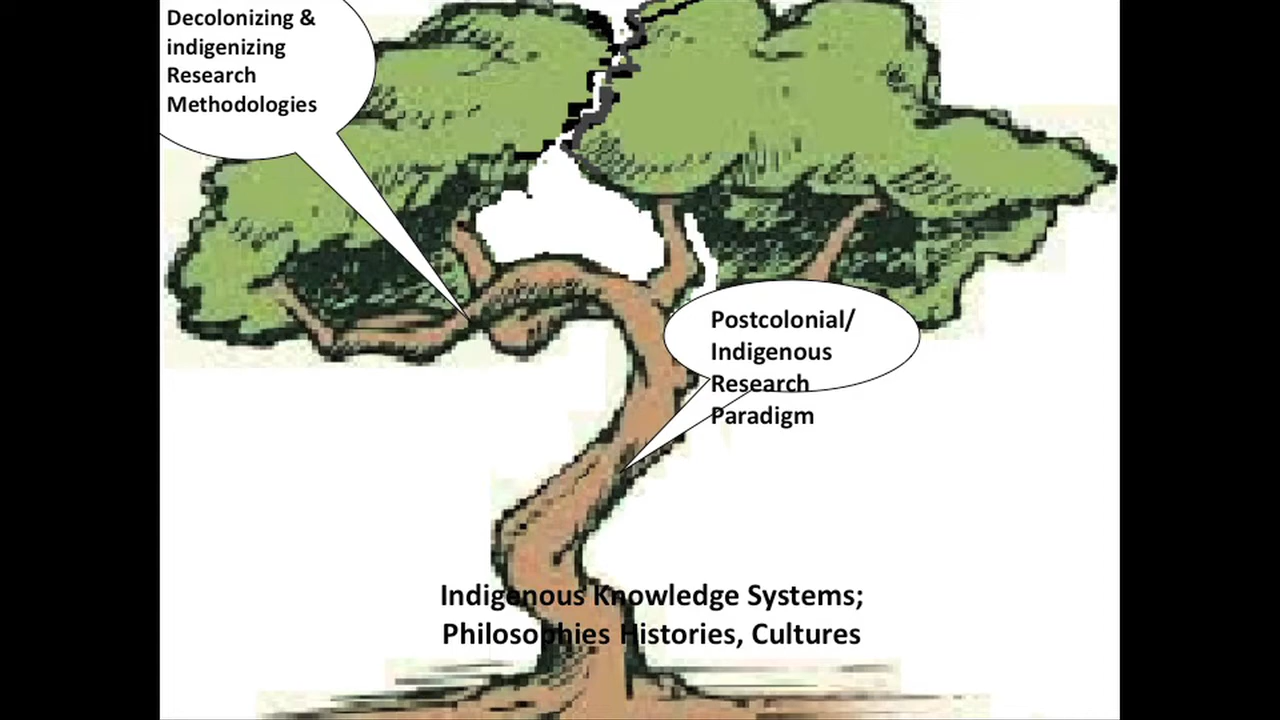 Decolonizing &
indigenizing
Research
Methodologies
Postcolonial/
Indigenous
Research
Paradigm
Indigenous Knowledge Systems;
Philosophies Histories, Cultures